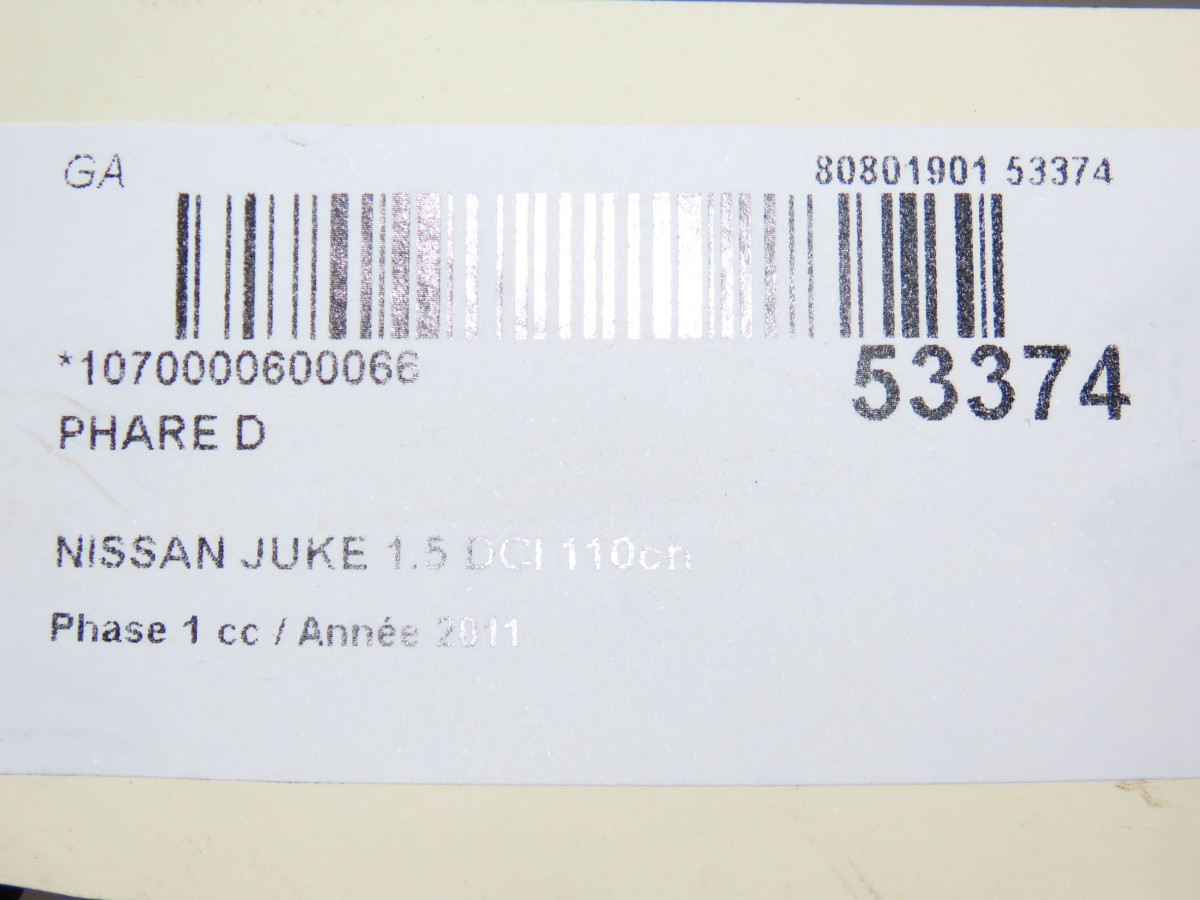 GA
80801901 53374
*1070000600066
53374
PHARE D
NISSAN JUKE 1.5 DCI 110ch
Phase 1 cc / Année 2011